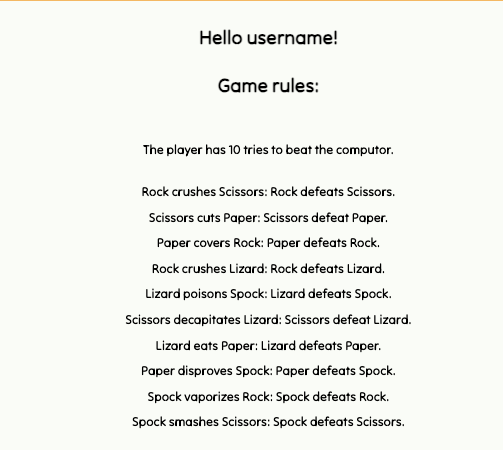 Hello username!
Game rules:
The player has 10 tries to beat the computor.
Rock crushes Scissors: Rock defeats Scissors.
Scissors cuts Paper: Scissors defeat Paper.
Paper covers Rock: Paper defeats Rock.
Rock crushes Lizard: Rock defeats Lizard.
Lizard poisons Spock: Lizard defeats Spock.
Scissors decapitates Lizard: Scissors defeat Lizard.
Lizard eats Paper: Lizard defeats Paper.
Paper disproves Spock: Paper defeats Spock.
Spock vaporizes Rock: Spock defeats Rock.
Spock smashes Scissors: Spock defeats Scissors.